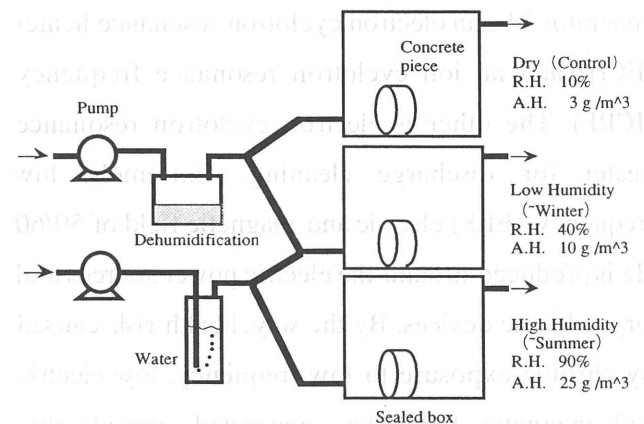 Concrete
piece
Dry (Control)
R.H. 10%
A.H. 3 g /m^3
Pump
Dehumidification
Low Humidity
(~Winter)
R.H. 40%
A.H. 10 g /m^3
Water
High Humidity
(~Summer)
R.H. 90%
A.H. 25 g /m^3
Sealed box